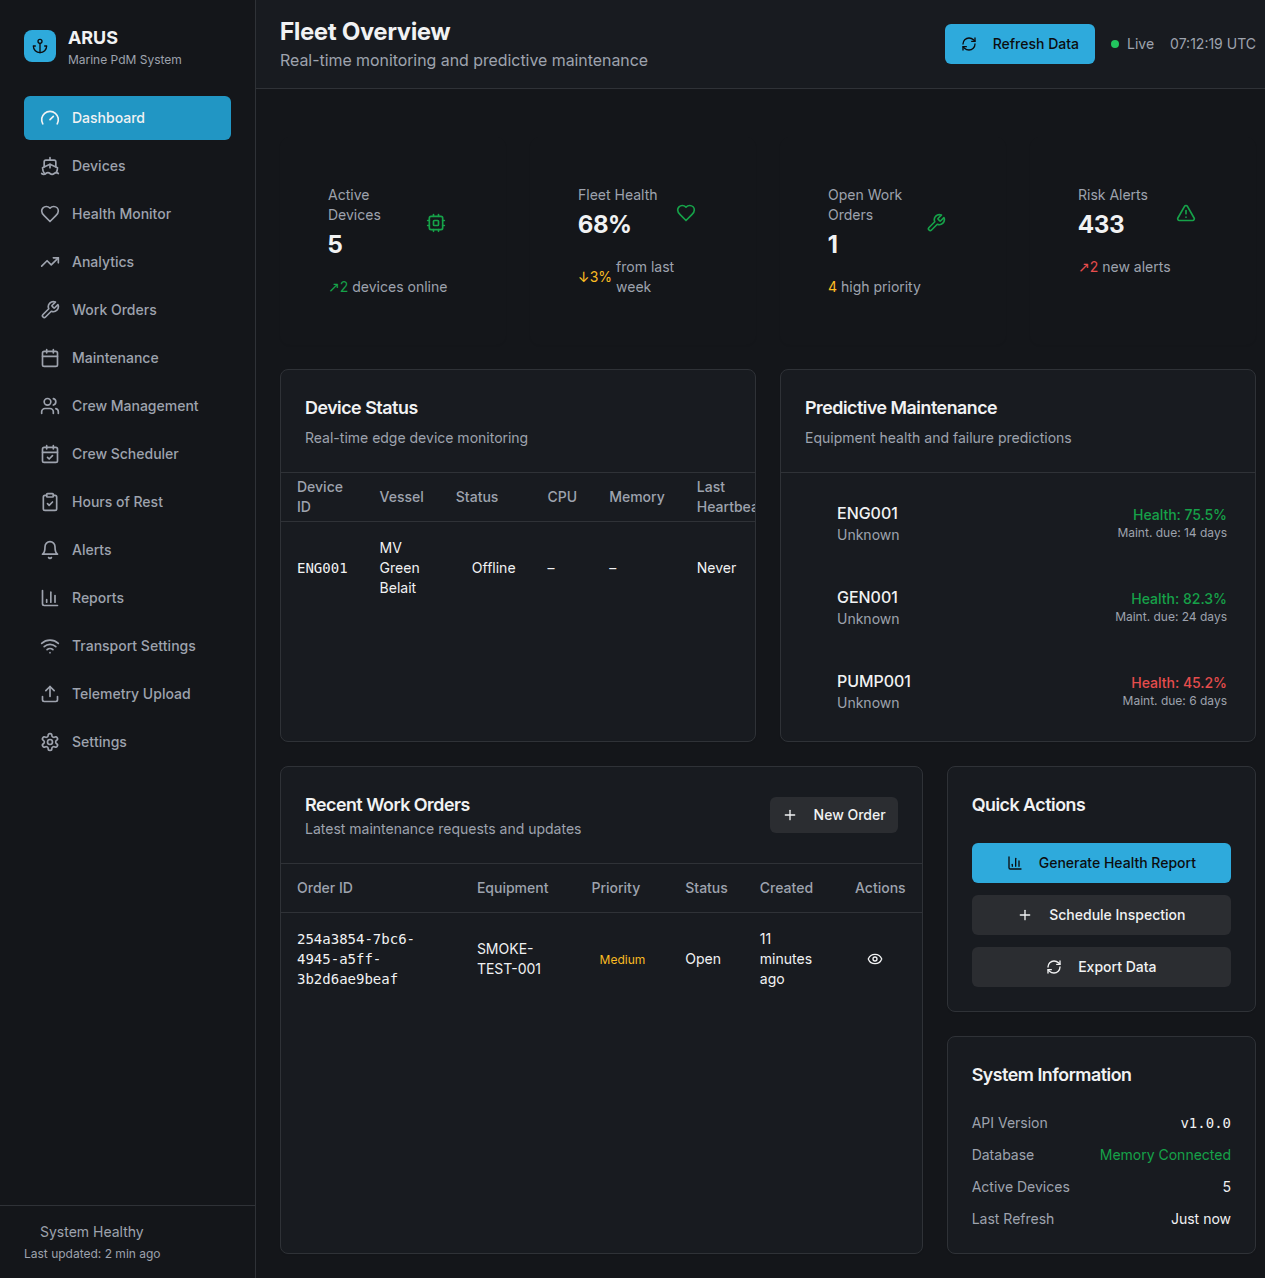 ARUS
Marine PdM System
Dashboard
Devices
Health Monitor
Analytics
Work Orders
Maintenance
Crew Management
Crew Scheduler
Hours of Rest
Alerts
Reports
Transport Settings
Telemetry Upload
Settings
System Healthy
Last updated: 2 min ago
Fleet Overview
Real-time monitoring and predictive maintenance
Refresh Data
Live 07:12:19 UTC
Active
Devices
5
↗2 devices online
Fleet Health
68%
↓3% from last
week
Open Work
Orders
1
4 high priority
Risk Alerts
433
↗2 new alerts
Device Status
Real-time edge device monitoring
Device
ID
Vessel
Status
CPU
Memory
Last
Heartbea
ENG001
MV
Green
Belait
Offline
–
–
Never
Predictive Maintenance
Equipment health and failure predictions
ENG001
Unknown
Health: 75.5%
Maint. due: 14 days
GEN001
Unknown
Health: 82.3%
Maint. due: 24 days
PUMP001
Unknown
Health: 45.2%
Maint. due: 6 days
Recent Work Orders
Latest maintenance requests and updates
New Order
Order ID
Equipment
Priority
Status
Created
Actions
254a3854-7bc6-
4945-a5ff-
3b2d6ae9beaf
SMOKE-
TEST-001
Medium
Open
11
minutes
ago
Quick Actions
Generate Health Report
Schedule Inspection
Export Data
System Information
API Version v1.0.0
Database Memory Connected
Active Devices 5
Last Refresh Just now